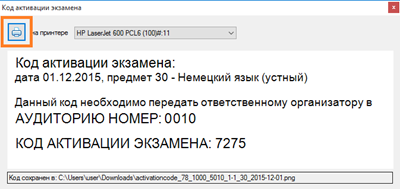 Код активации экзамена
на принтере HP LaserJet 600 PCL6 (100)#:11
Код активации экзамена:
дата 01.12.2015, предмет 30 - Немецкий язык (устный)
Данный код необходимо передать ответственному организатору в
АУДИТОРИЮ НОМЕР: 0010
КОД АКТИВАЦИИ ЭКЗАМЕНА: 7275
Код сохранен в: C:\Users\user\Downloads\activationcode_78_1000_5010_1-1_30_2015-12-01.png